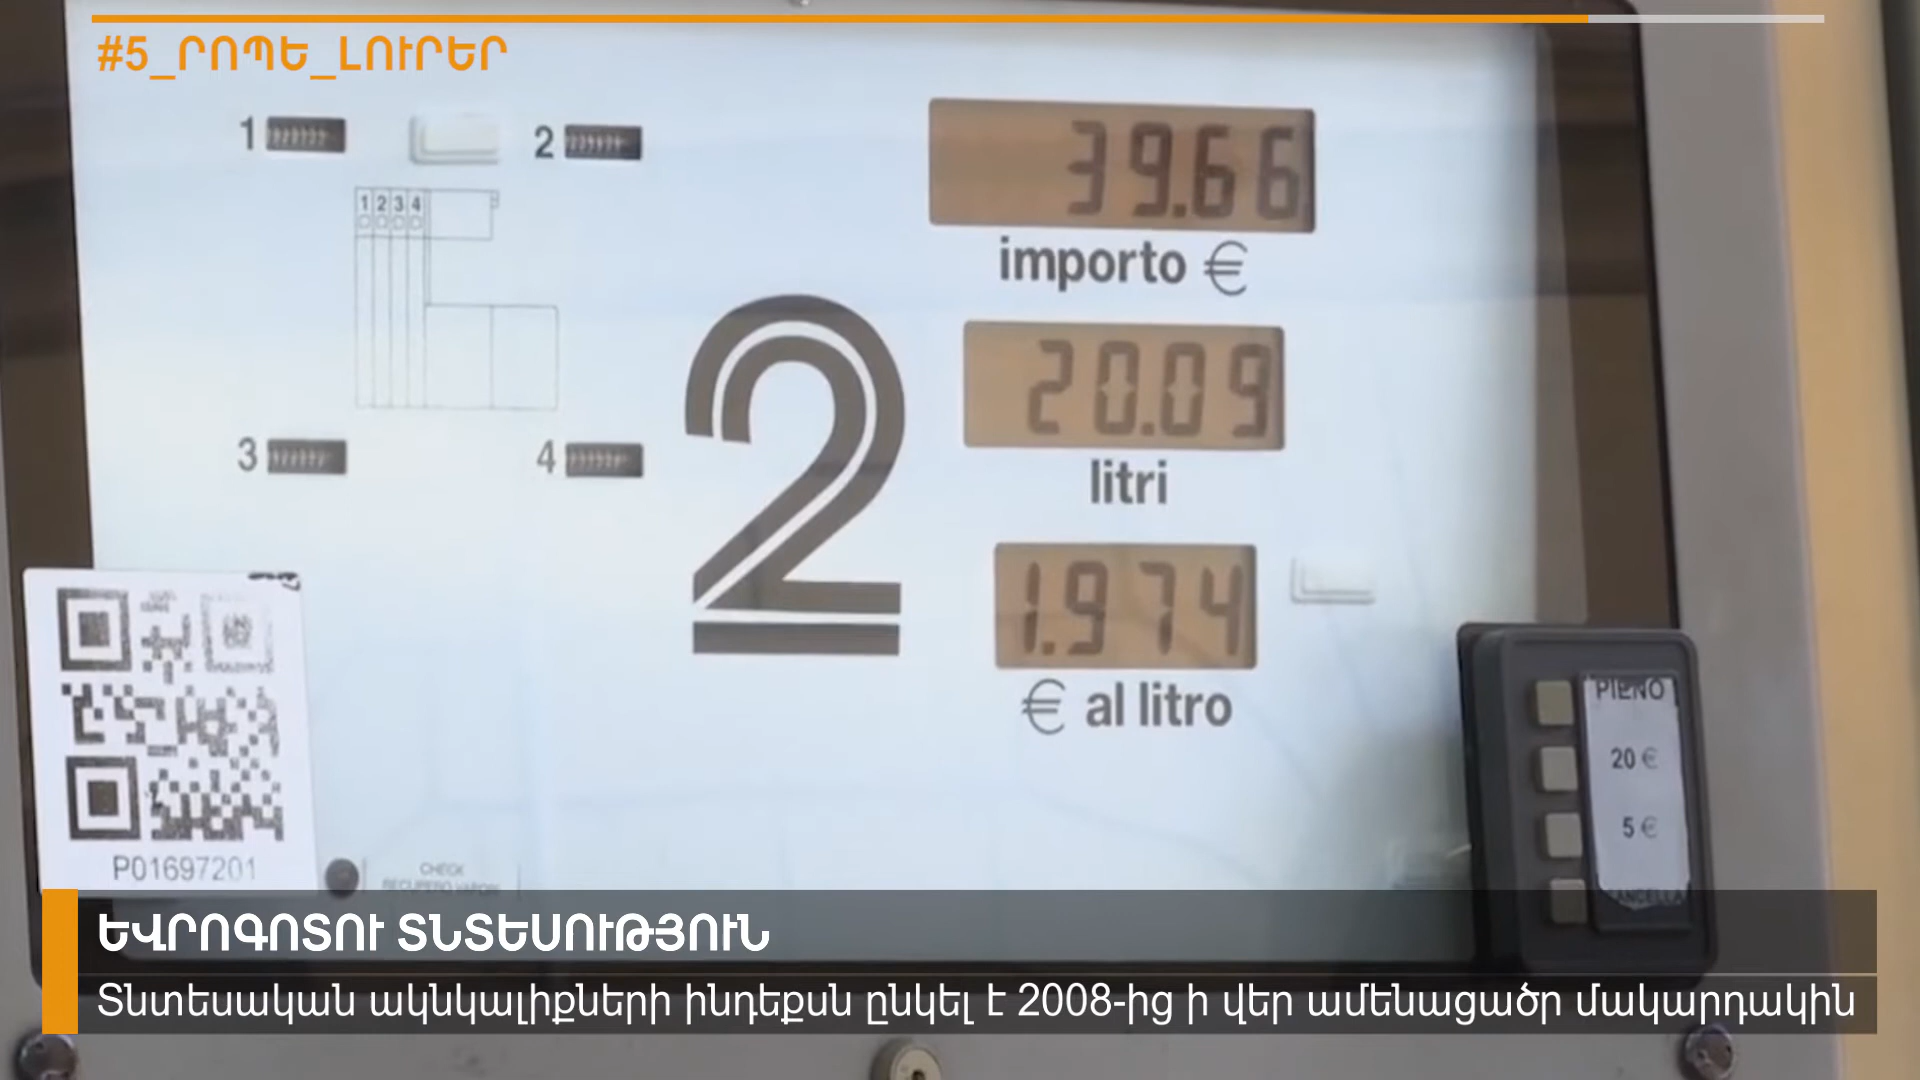 #5_ՐՈՊԵ_ԼՈՒՐԵՐ
1
2
1 2 3 4
3
4
2
39.66
importo €
20.09
litri
1.974
€ al litro
PIENO
20 €
5 €
P01697201
CHECK
ԵՎՐՈԳՈՏՈՒ ՏՆՏԵՍՈՒԹՅՈՒՆ
Տնտեսական ակնկալիքների ինդեքսն ընկել է 2008-ից ի վեր ամենացածր մակարդակին